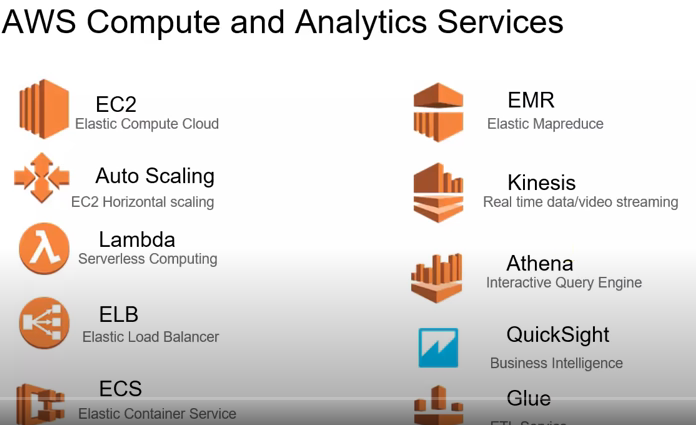 AWS Compute and Analytics Services
EC2
Elastic Compute Cloud
Auto Scaling
EC2 Horizontal scaling
Lambda
Serverless Computing
ELB
Elastic Load Balancer
ECS
Elastic Container Service
EMR
Elastic Mapreduce
Kinesis
Real time data/video streaming
Athena
Interactive Query Engine
QuickSight
Business Intelligence
Glue
ETL Service